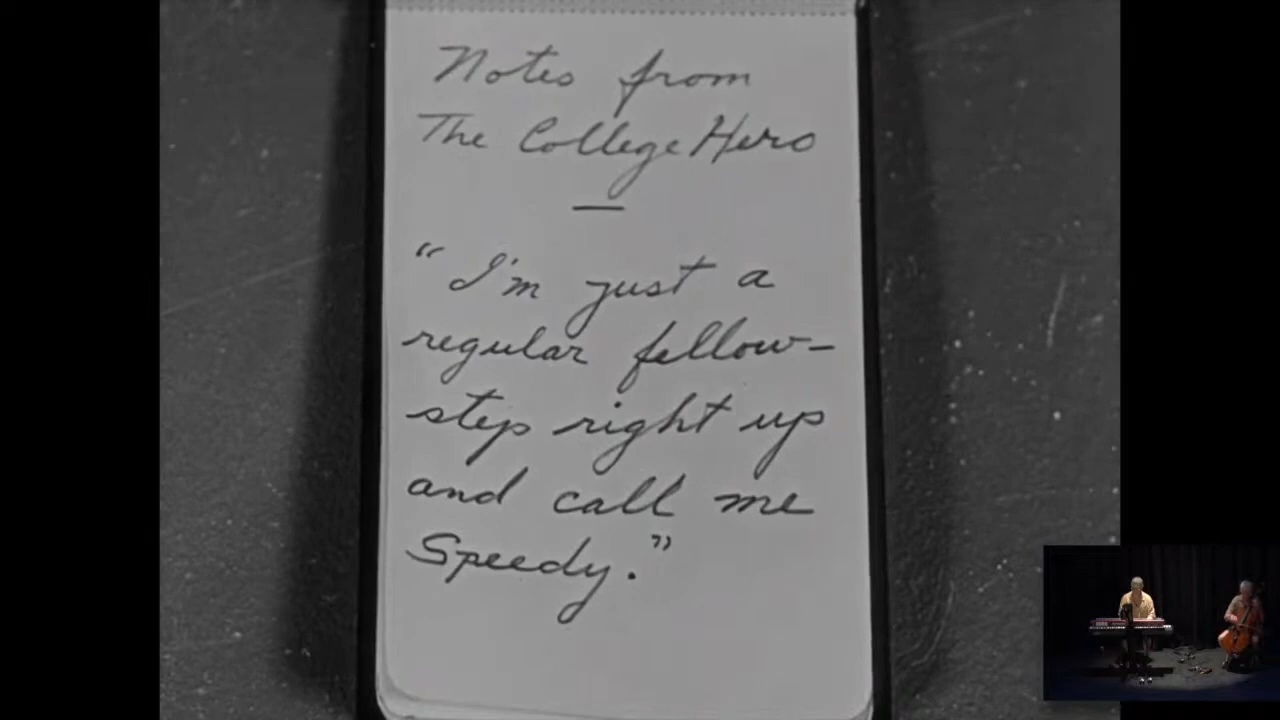 Notes from
The College Hero
—
"I'm just a
regular fellow-
step right up
and call me
Speedy."